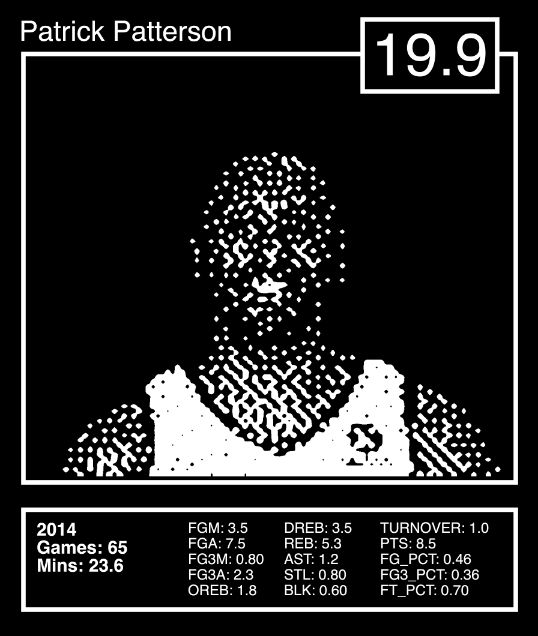 Patrick Patterson
19.9
2014
Games: 65
Mins: 23.6
FGM: 3.5
FGA: 7.5
FG3M: 0.80
FG3A: 2.3
OREB: 1.8
DREB: 3.5
REB: 5.3
AST: 1.2
STL: 0.80
BLK: 0.60
TURNOVER: 1.0
PTS: 8.5
FG_PCT: 0.46
FG3_PCT: 0.36
FT_PCT: 0.70